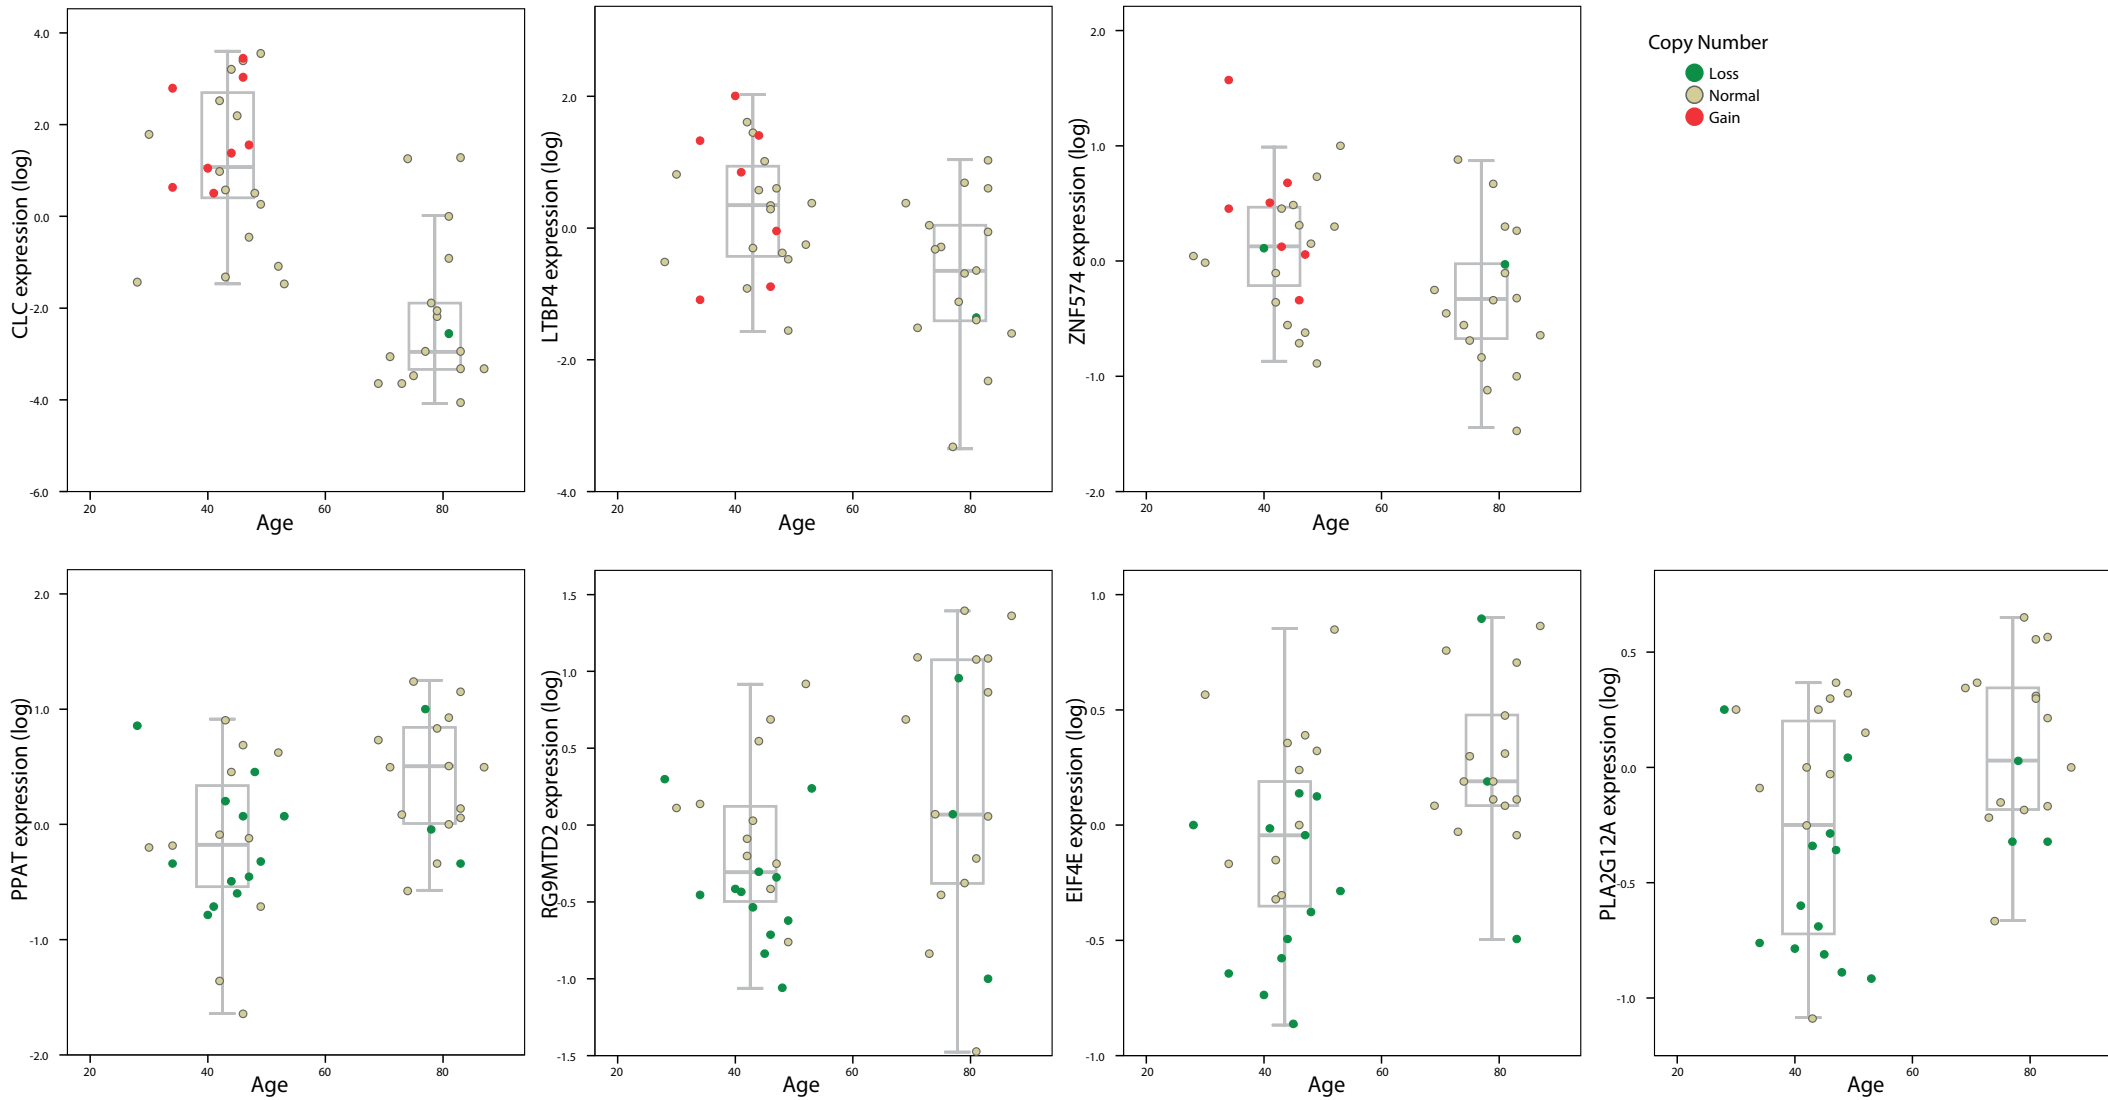 CLC expression (log)
4.0
2.0
0.0
-2.0
-4.0
-6.0
20 40 60 80
Age
LTBP4 expression (log)
2.0
0.0
-2.0
-4.0
20 40 60 80
Age
ZNF574 expression (log)
2.0
1.0
0.0
-1.0
-2.0
20 40 60 80
Age
Copy Number
Loss
Normal
Gain
PPAT expression (log)
2.0
1.0
0.0
-1.0
-2.0
20 40 60 80
Age
RG9MTD2 expression (log)
1.5
1.0
0.5
0.0
-0.5
-1.0
-1.5
20 40 60 80
Age
EIF4E expression (log)
1.0
0.5
0.0
-0.5
-1.0
20 40 60 80
Age
PLA2G12A expression (log)
0.5
0.0
-0.5
-1.0
20 40 60 80
Age